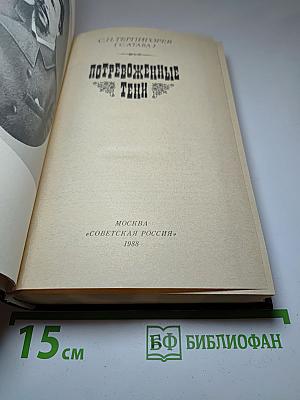 С. Н. ТЕРПИГОРЕВ
( С. АТАВА )
ПОТРЕВОЖЕННЫЕ
ТЕНИ
МОСКВА
«СОВЕТСКАЯ РОССИЯ»
1988
15 см
БФ БИБЛИОФАН